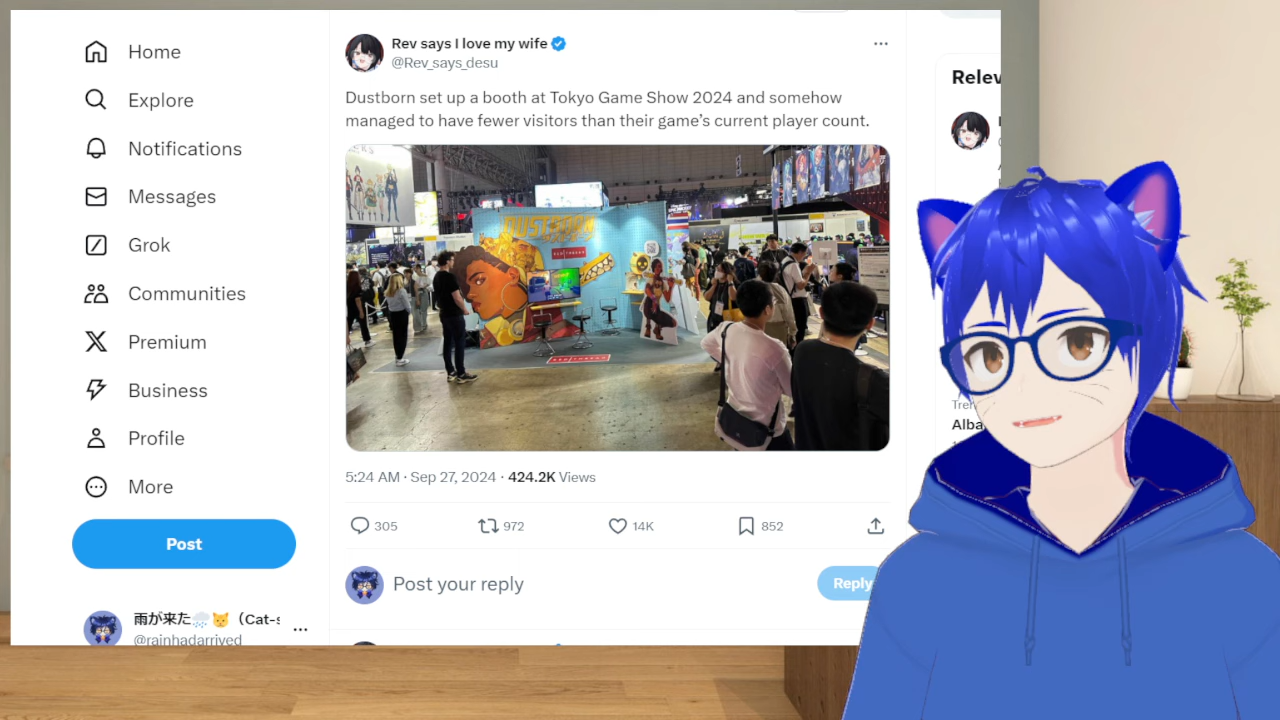 Home
Explore
Notifications
Messages
Grok
Communities
Premium
Business
Profile
More
Post
雨が来た🌧️🐱（Cat-s
@rainhadarrived
Rev says I love my wife
@Rev_says_desu
Dustborn set up a booth at Tokyo Game Show 2024 and somehow
managed to have fewer visitors than their game's current player count.
DUSTBORN
5:24 AM · Sep 27, 2024 · 424.2K Views
305
972
14K
852
Post your reply
Reply
Relev
Tren
Alba